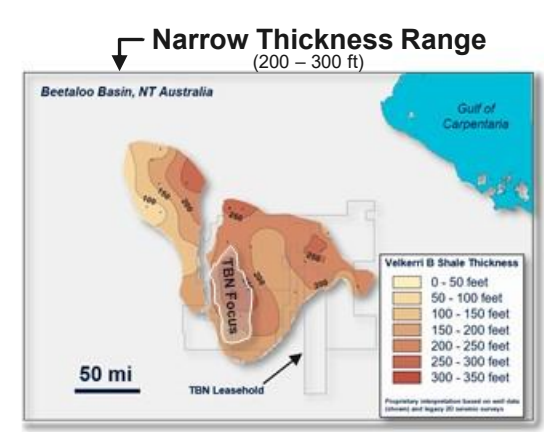 Narrow Thickness Range
(200 – 300 ft)
Beetaloo Basin, NT Australia
Gulf of
Carpentaria
100
150
200
250
200
250
200
TBN Focus
Velkerri B Shale Thickness
0 - 50 feet
50 - 100 feet
100 - 150 feet
150 - 200 feet
200 - 250 feet
250 - 300 feet
300 - 350 feet
50 mi
TBN Leasehold
Proprietary interpretation based on well data
(shown) and legacy 2D seismic surveys